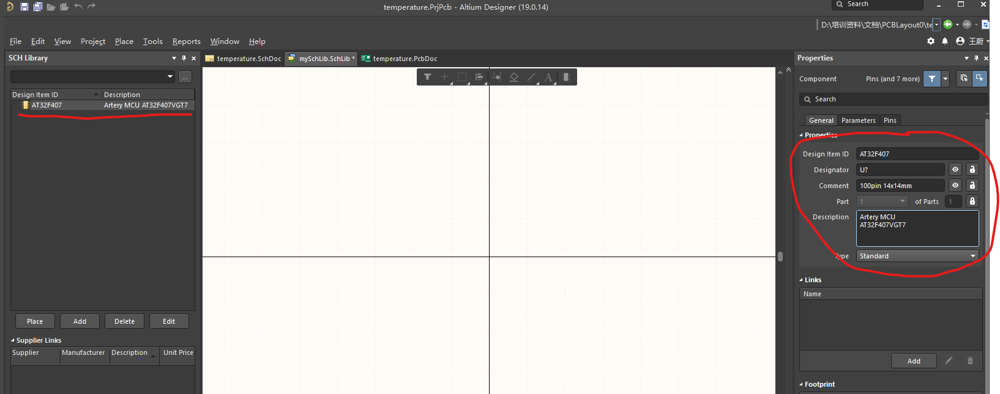 temperature.PrjPcb - Altium Designer (19.0.14)
Search
D:\培训资料\文档\PCBLayout0\te
File Edit View Project Place Tools Reports Window Help
王蔚
SCH Library
temperature.SchDoc
mySchLib.SchLib *
temperature.PcbDoc
Properties
Component
Pins (and 7 more)
...
Search
Design Item ID
Description
AT32F407
Artery MCU AT32F407VGT7
General
Parameters
Pins
Properties
Design Item ID
AT32F407
Designator
U?
Comment
100pin 14x14mm
Part
1
of Parts
1
Description
Artery MCU
AT32F407VGT7
Type
Standard
Links
Name
Add
Footprint
Place
Add
Delete
Edit
Supplier Links
Supplier
Manufacturer
Description
Unit Price